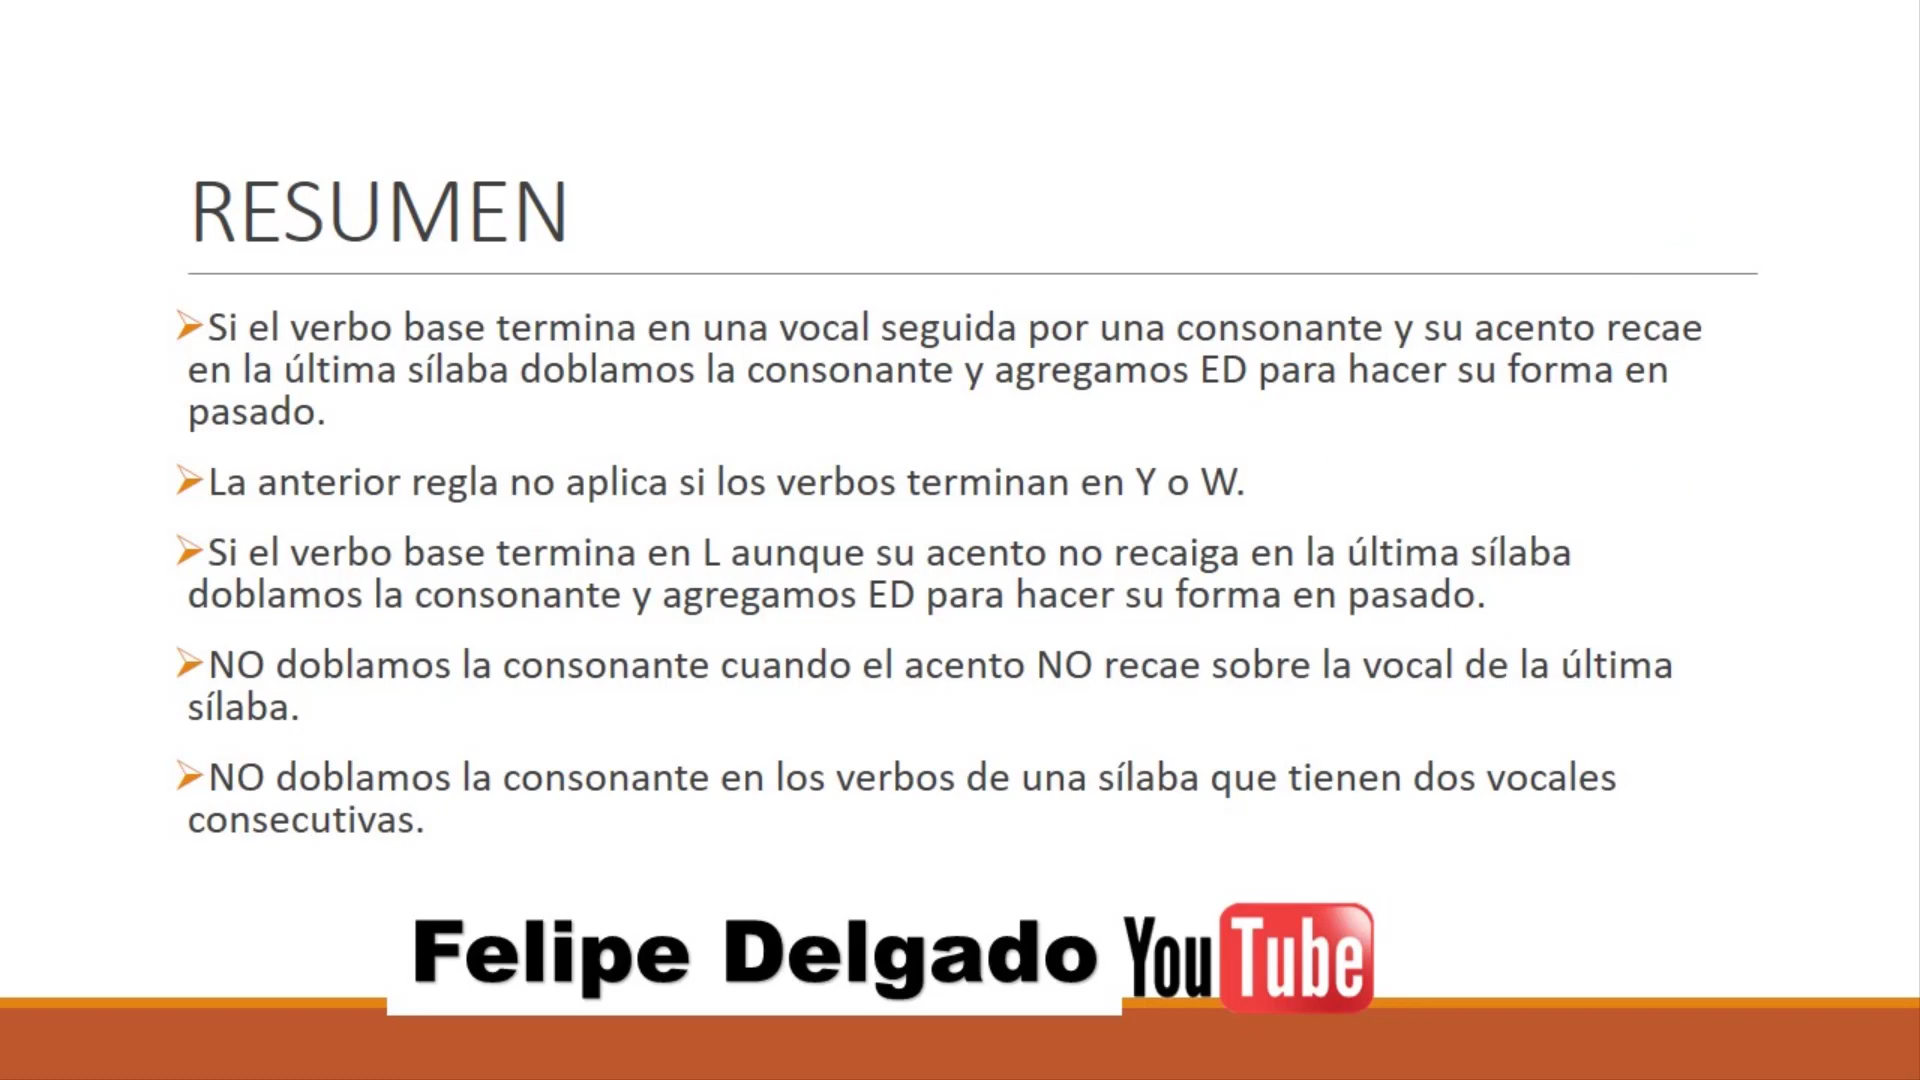 RESUMEN
Si el verbo base termina en una vocal seguida por una consonante y su acento recae
en la última sílaba doblamos la consonante y agregamos ED para hacer su forma en
pasado.
La anterior regla no aplica si los verbos terminan en Y o W.
Si el verbo base termina en L aunque su acento no recaiga en la última sílaba
doblamos la consonante y agregamos ED para hacer su forma en pasado.
NO doblamos la consonante cuando el acento NO recae sobre la vocal de la última
sílaba.
NO doblamos la consonante en los verbos de una sílaba que tienen dos vocales
consecutivas.
Felipe Delgado YouTube